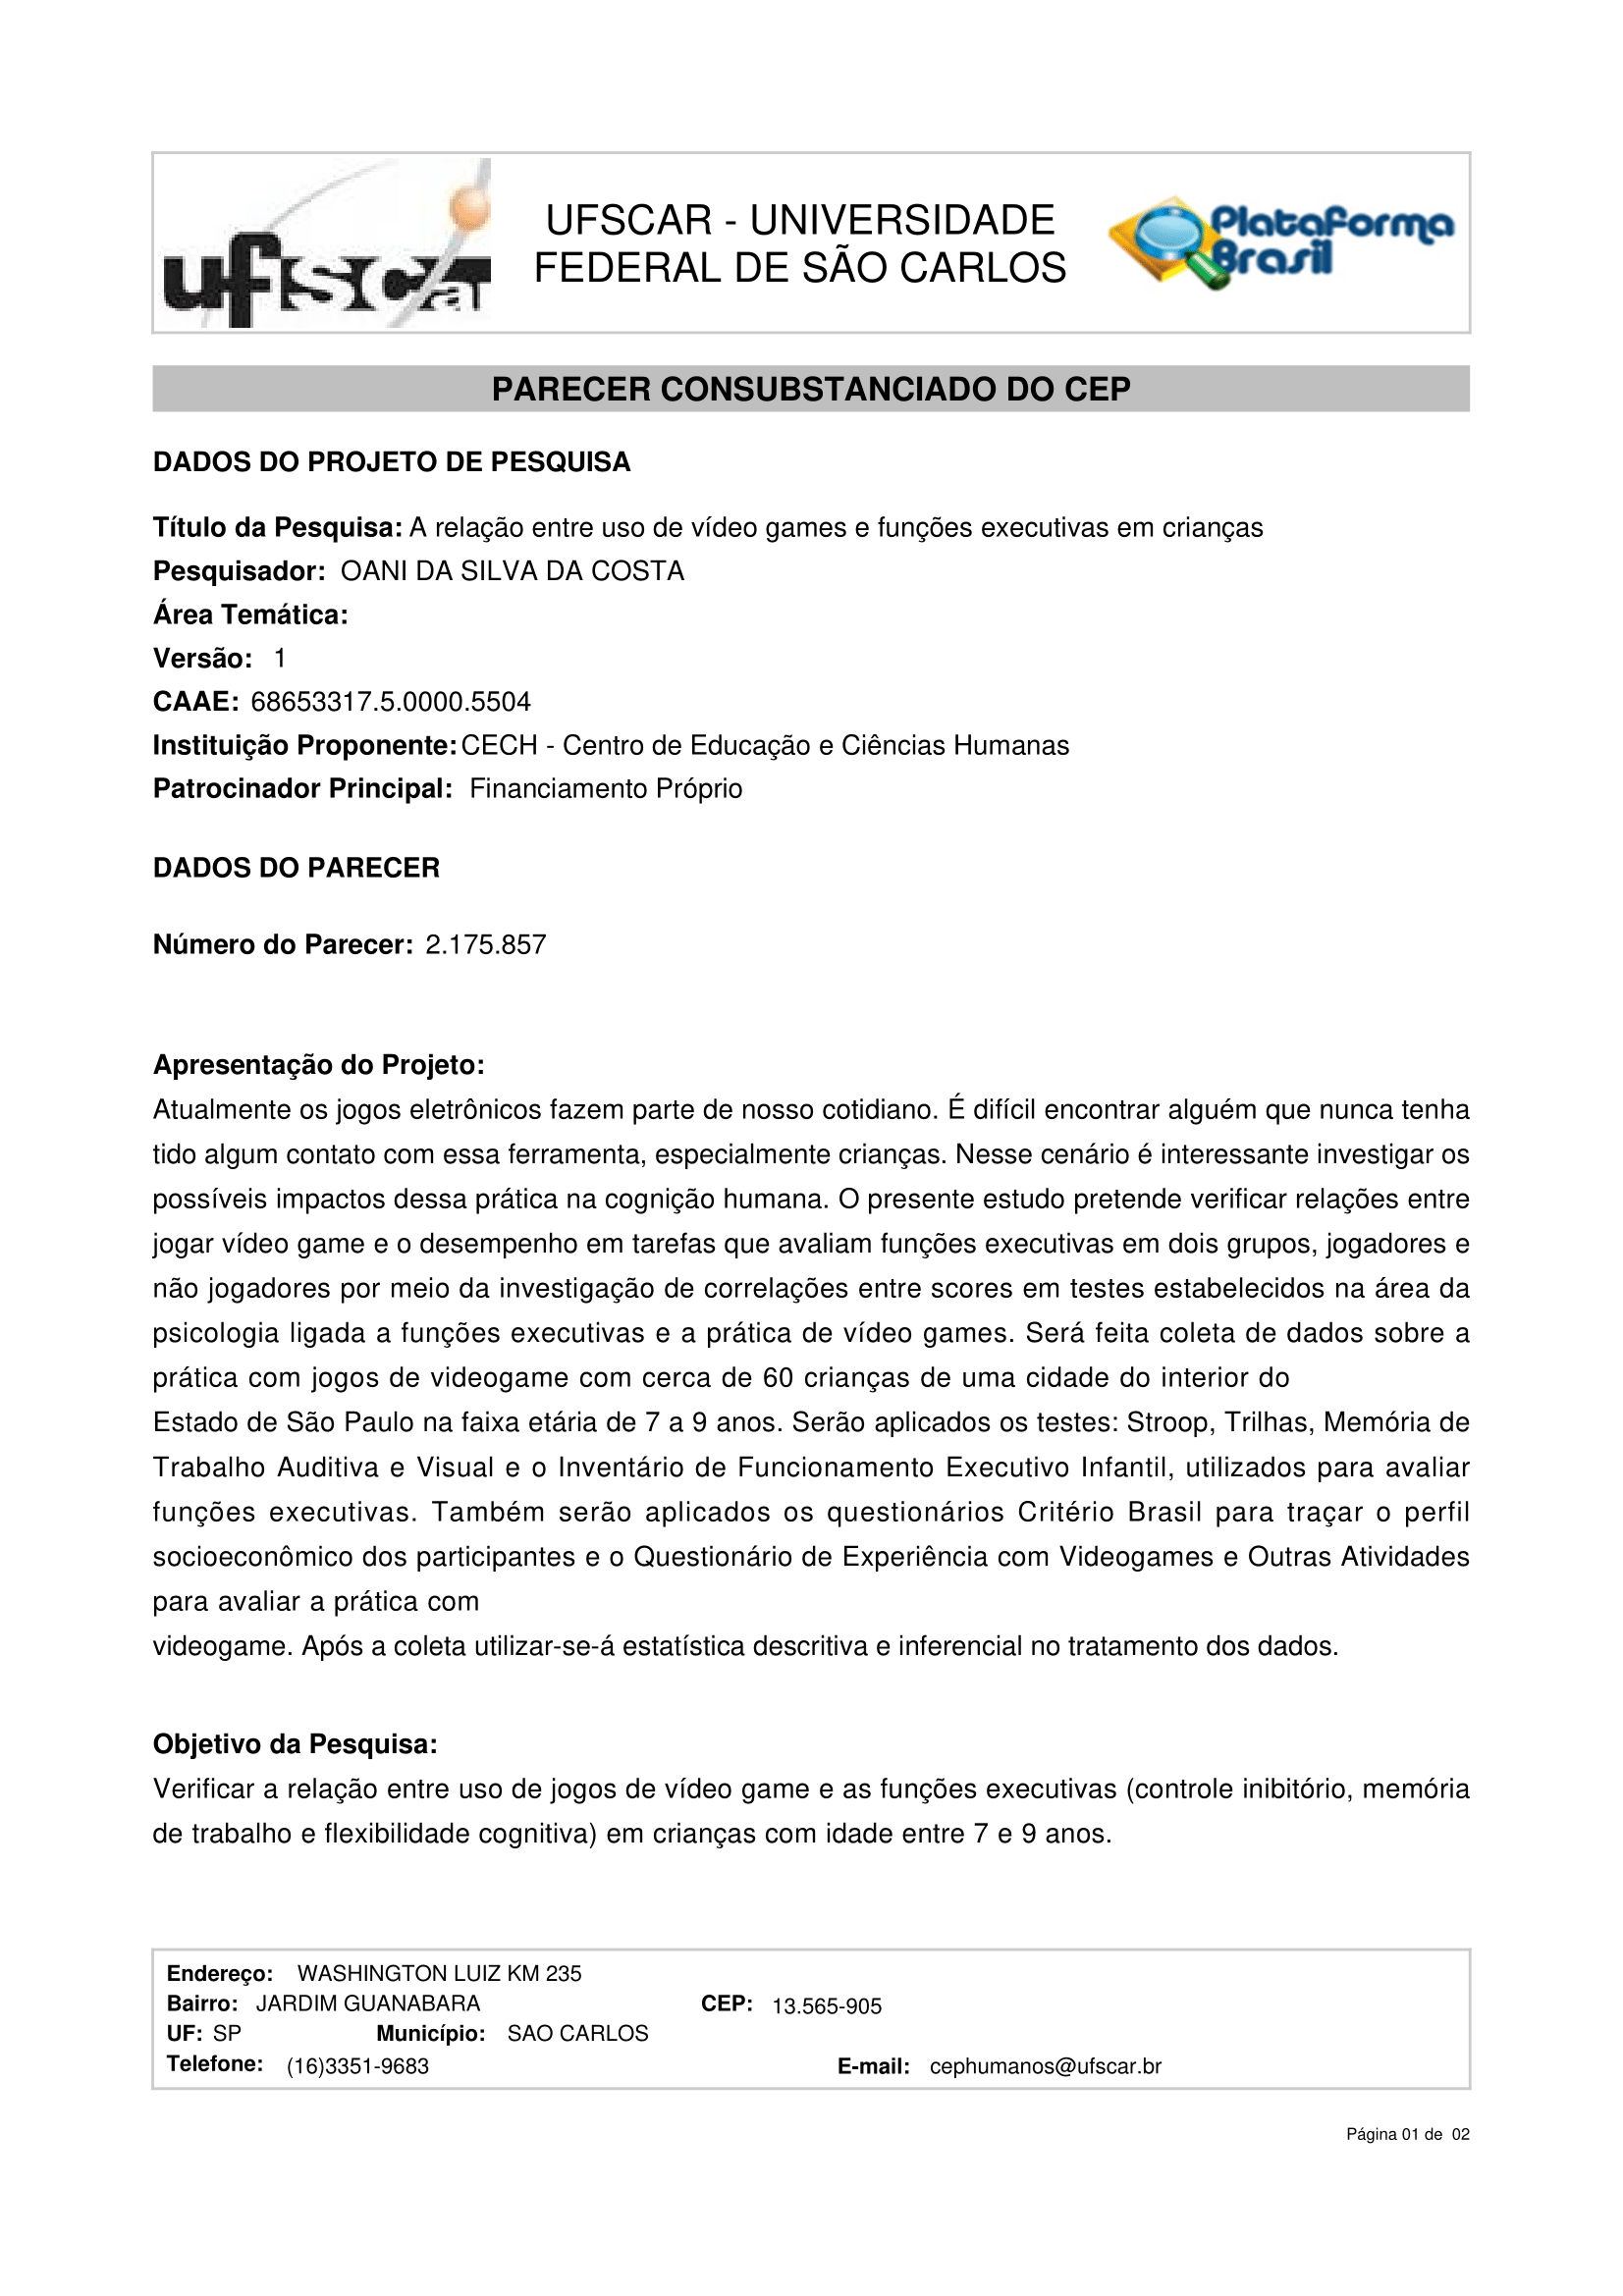 ufscar
UFSCAR - UNIVERSIDADE
FEDERAL DE SÃO CARLOS
Plataforma
Brasil
PARECER CONSUBSTANCIADO DO CEP
DADOS DO PROJETO DE PESQUISA
Título da Pesquisa: A relação entre uso de vídeo games e funções executivas em crianças
Pesquisador: OANI DA SILVA DA COSTA
Área Temática:
Versão: 1
CAAE: 68653317.5.0000.5504
Instituição Proponente: CECH - Centro de Educação e Ciências Humanas
Patrocinador Principal: Financiamento Próprio
DADOS DO PARECER
Número do Parecer: 2.175.857
Apresentação do Projeto:
Atualmente os jogos eletrônicos fazem parte de nosso cotidiano. É difícil encontrar alguém que nunca tenha
tido algum contato com essa ferramenta, especialmente crianças. Nesse cenário é interessante investigar os
possíveis impactos dessa prática na cognição humana. O presente estudo pretende verificar relações entre
jogar vídeo game e o desempenho em tarefas que avaliam funções executivas em dois grupos, jogadores e
não jogadores por meio da investigação de correlações entre scores em testes estabelecidos na área da
psicologia ligada a funções executivas e a prática de vídeo games. Será feita coleta de dados sobre a
prática com jogos de videogame com cerca de 60 crianças de uma cidade do interior do
Estado de São Paulo na faixa etária de 7 a 9 anos. Serão aplicados os testes: Stroop, Trilhas, Memória de
Trabalho Auditiva e Visual e o Inventário de Funcionamento Executivo Infantil, utilizados para avaliar
funções executivas. Também serão aplicados os questionários Critério Brasil para traçar o perfil
socioeconômico dos participantes e o Questionário de Experiência com Videogames e Outras Atividades
para avaliar a prática com
videogame. Após a coleta utilizar-se-á estatística descritiva e inferencial no tratamento dos dados.
Objetivo da Pesquisa:
Verificar a relação entre uso de jogos de vídeo game e as funções executivas (controle inibitório, memória
de trabalho e flexibilidade cognitiva) em crianças com idade entre 7 e 9 anos.
Endereço: WASHINGTON LUIZ KM 235
Bairro: JARDIM GUANABARA CEP: 13.565-905
UF: SP Município: SAO CARLOS
Telefone: (16)3351-9683 E-mail: cephumanos@ufscar.br
Página 01 de 02